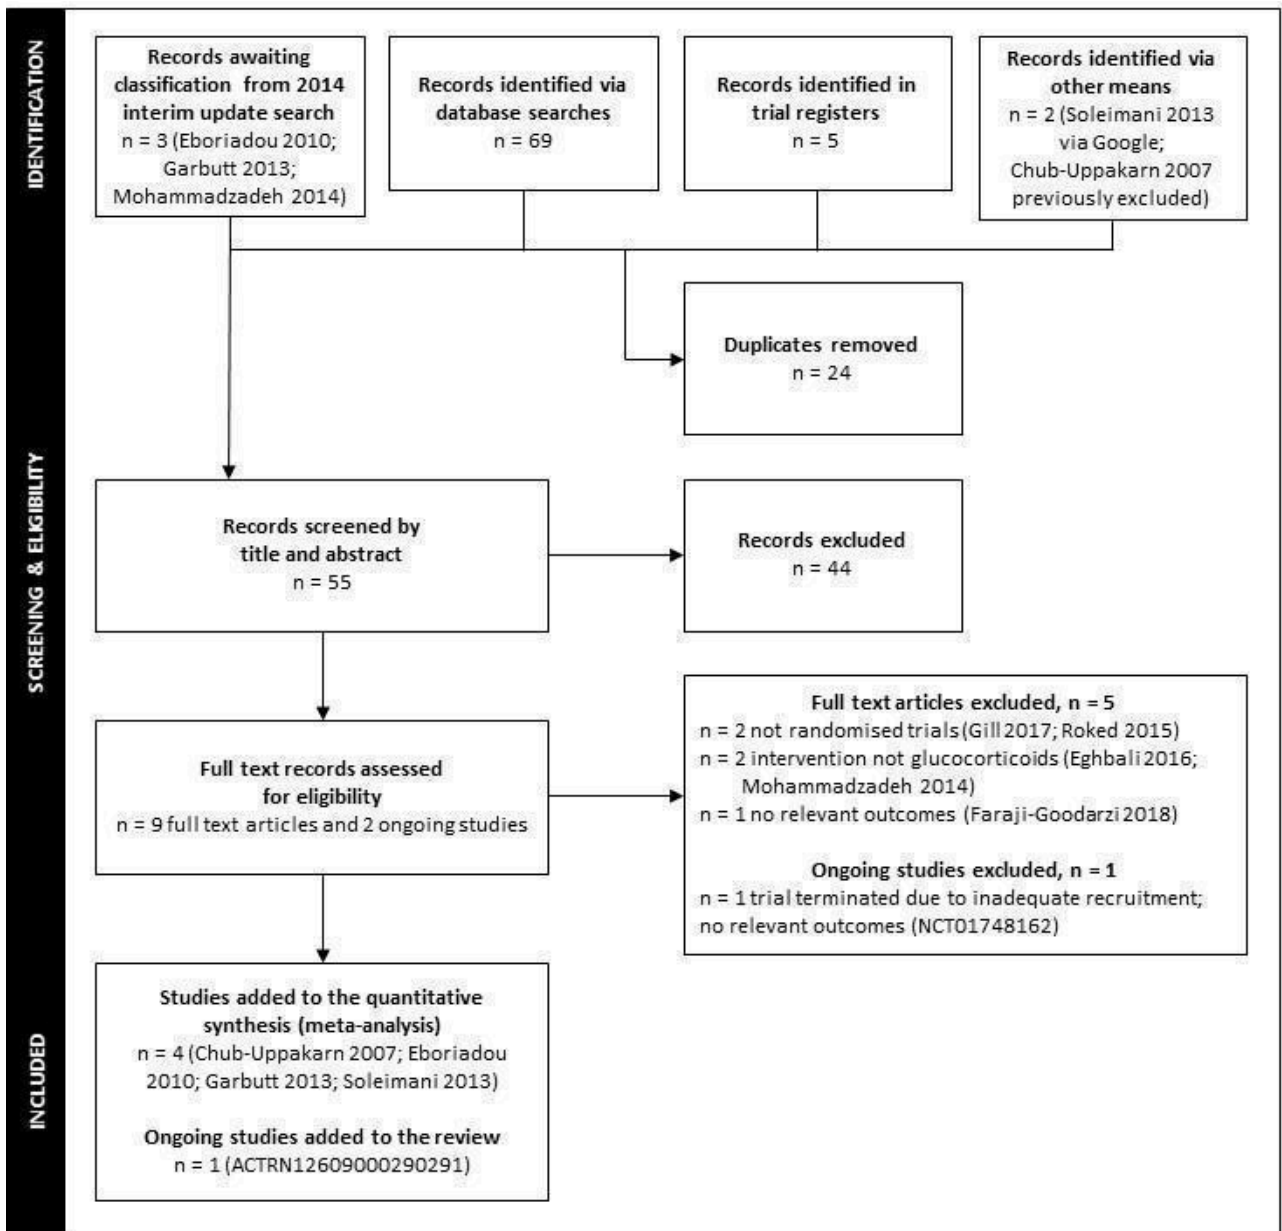 IDENTIFICATION
Records awaiting
classification from 2014
interim update search
n = 3 (Eboriadou 2010;
Garbutt 2013;
Mohammadzadeh 2014)
Records identified via
database searches
n = 69
Records identified in
trial registers
n = 5
Records identified via
other means
n = 2 (Soleimani 2013
via Google;
Chub-Uppakarn 2007
previously excluded)
Duplicates removed
n = 24
SCREENING & ELIGIBILITY
Records screened by
title and abstract
n = 55
Records excluded
n = 44
Full text records assessed
for eligibility
n = 9 full text articles and 2 ongoing studies
Full text articles excluded, n = 5
n = 2 not randomised trials (Gill 2017; Roked 2015)
n = 2 intervention not glucocorticoids (Eghbali 2016;
Mohammadzadeh 2014)
n = 1 no relevant outcomes (Faraji-Goodarzi 2018)
Ongoing studies excluded, n = 1
n = 1 trial terminated due to inadequate recruitment;
no relevant outcomes (NCT01748162)
INCLUDED
Studies added to the quantitative
synthesis (meta-analysis)
n = 4 (Chub-Uppakarn 2007; Eboriadou
2010; Garbutt 2013; Soleimani 2013)
Ongoing studies added to the review
n = 1 (ACTRN12609000290291)